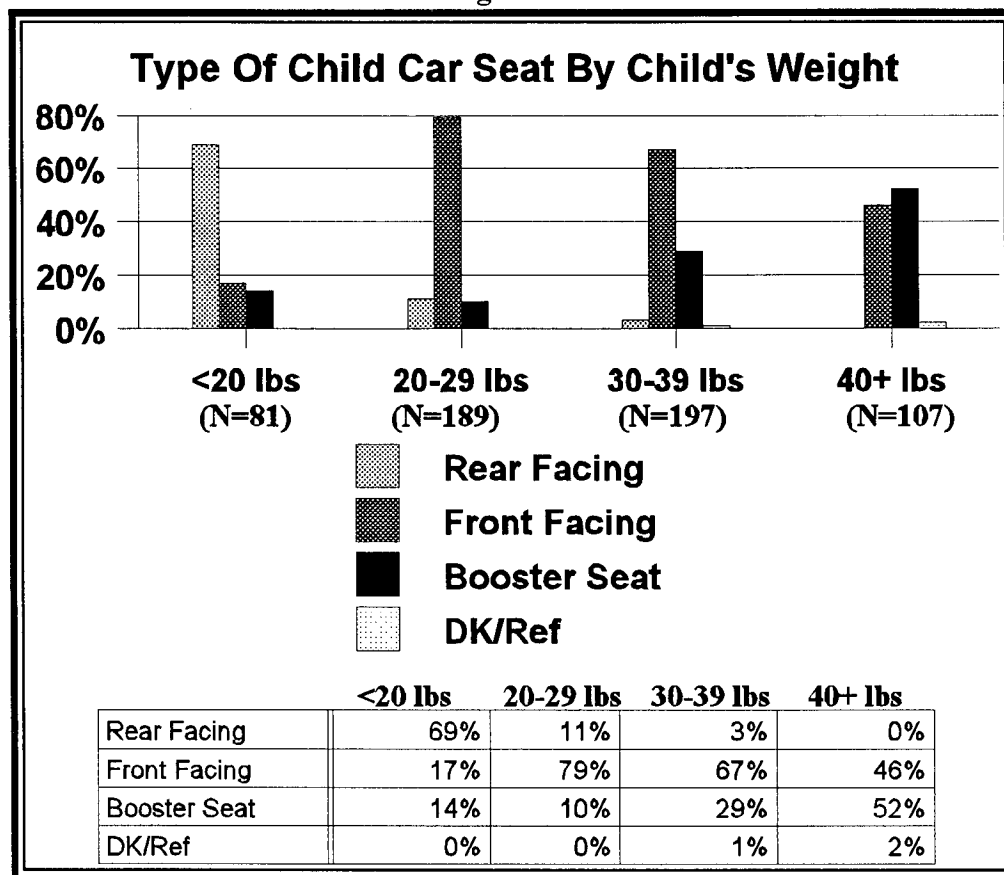 Type Of Child Car Seat By Child's Weight
80%
60%
40%
20%
0%
<20 lbs 20-29 lbs 30-39 lbs 40+ lbs
(N=81) (N=189) (N=197) (N=107)
Rear Facing
Front Facing
Booster Seat
DK/Ref
<20 lbs 20-29 lbs 30-39 lbs 40+ lbs
Rear Facing 69% 11% 3% 0%
Front Facing 17% 79% 67% 46%
Booster Seat 14% 10% 29% 52%
DK/Ref 0% 0% 1% 2%